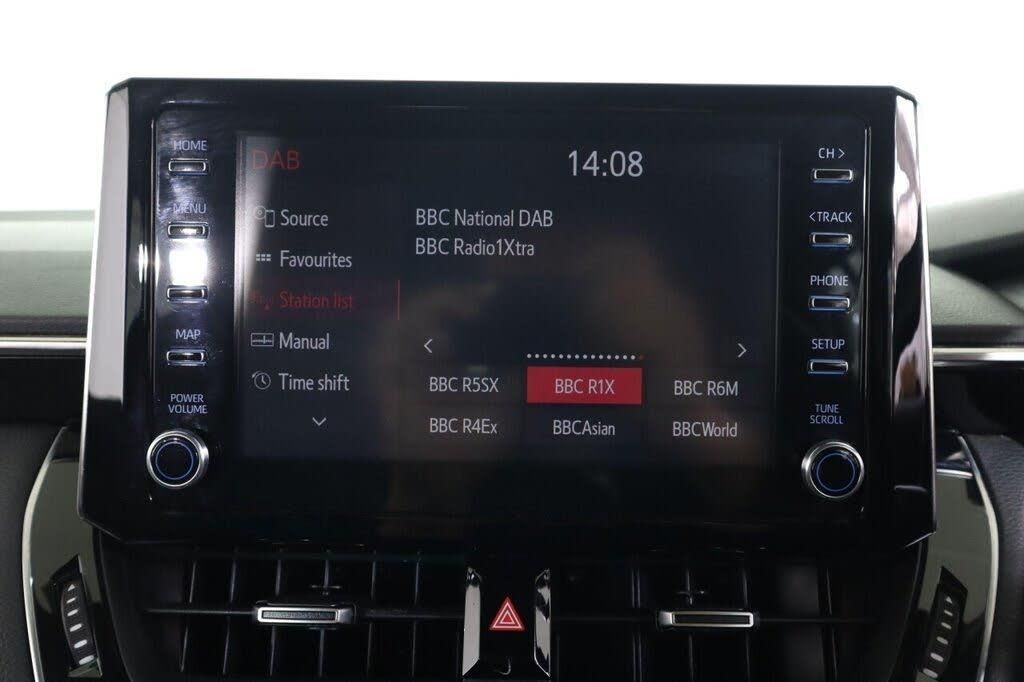 HOME
MENU
MAP
POWER
VOLUME
DAB
14:08
Source
Favourites
Station list
Manual
Time shift
BBC National DAB
BBC Radio1Xtra
BBC R5SX
BBC R1X
BBC R6M
BBC R4Ex
BBCAsian
BBCWorld
CH >
<TRACK
PHONE
SETUP
TUNE
SCROLL